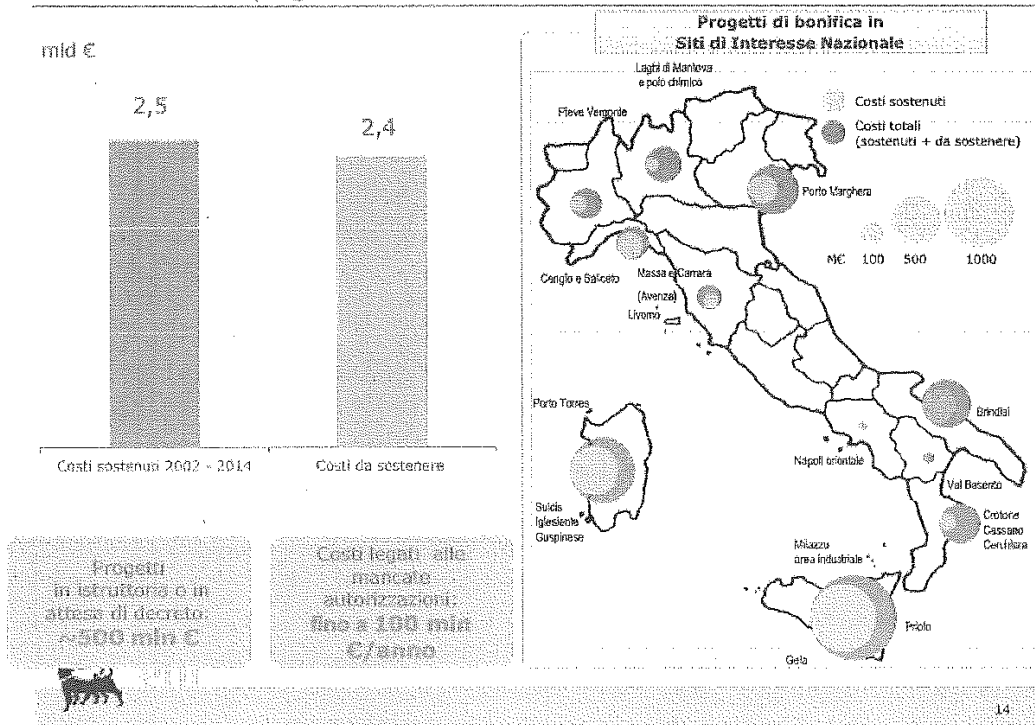 mld €
2,5
2,4
Costi sostenuti 2002 - 2014
Costi da sostenere
Progetti
in istruttoria o in
attesa di decreto:
~500 mln €
Costi legati alle
mancate
autorizzazioni:
fino a 100 mln
€/anno
Progetti di bonifica in
Siti di Interesse Nazionale
Laghi di Mantova
e polo chimico
Pieve Vergonte
Costi sostenuti
Costi totali
(sostenuti + da sostenere)
Porto Marghera
M€ 100 500 1000
Cengio e Saliceto
Massa e Carrara
(Avenza)
Livorno
Porto Torres
Brindisi
Napoli orientale
Val Basento
Sulcis
Iglesiente
Guspinese
Crotone
Cassano
Cerchiara
Milazzo
area industriale
Priolo
Gela
14